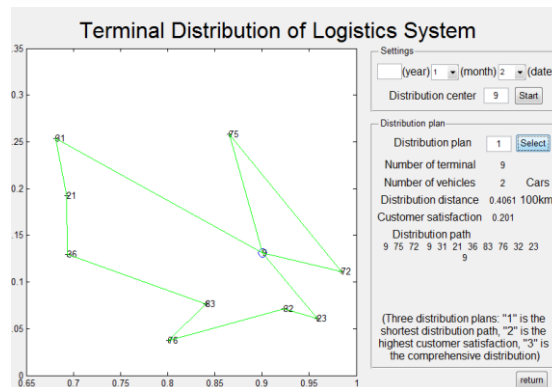 Terminal Distribution of Logistics System
.35
0.3
.25
0.2
.15
0.1
.05
0
0.6 0.65 0.7 0.75 0.8 0.85 0.9 0.95 1
31
75
21
36
9
72
83
82
23
76
Settings
(year) 1 (month) 2 (date
Distribution center 9 Start
Distribution plan
Distribution plan 1 Select
Number of terminal 9
Number of vehicles 2 Cars
Distribution distance 0.4061 100km
Customer satisfaction 0.201
Distribution path
9 75 72 9 31 21 36 83 76 32 23
9
(Three distribution plans: "1" is the
shortest distribution path, "2" is the
highest customer satisfaction, "3" is
the comprehensive distribution)
return